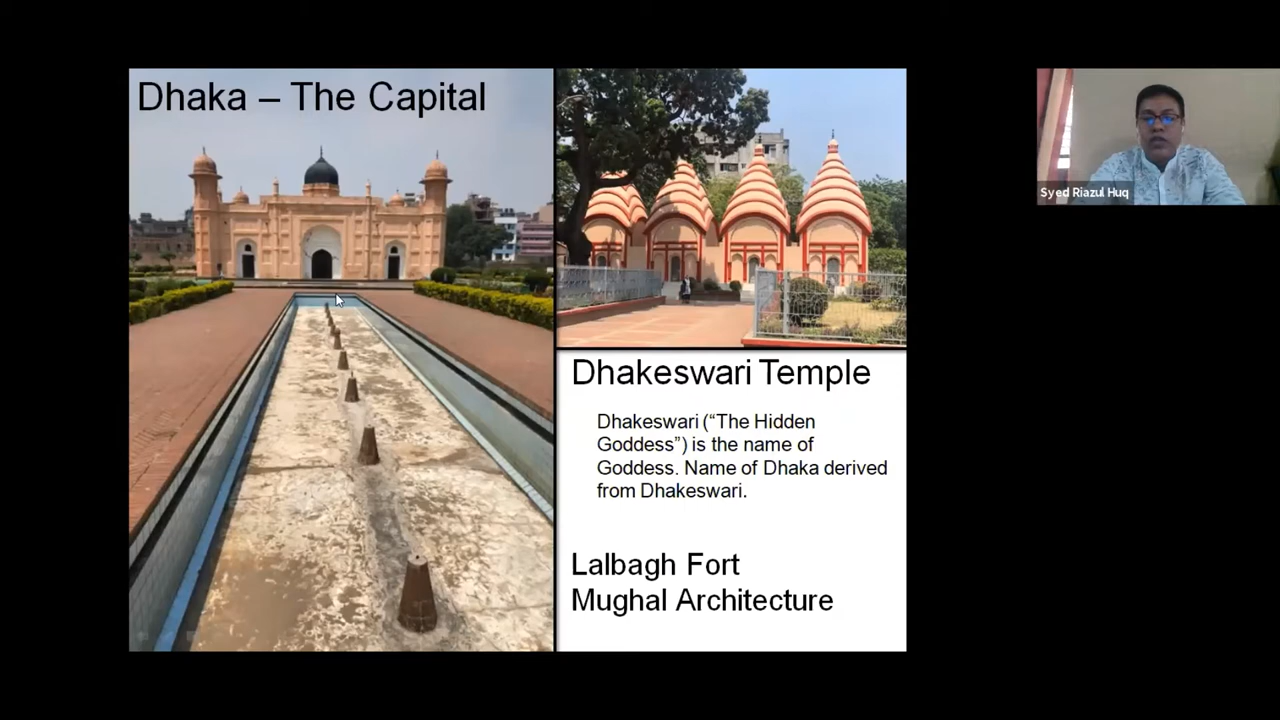 Dhaka – The Capital
Dhakeswari Temple
Dhakeswari (“The Hidden
Goddess”) is the name of
Goddess. Name of Dhaka derived
from Dhakeswari.
Lalbagh Fort
Mughal Architecture
Syed Riazul Huq